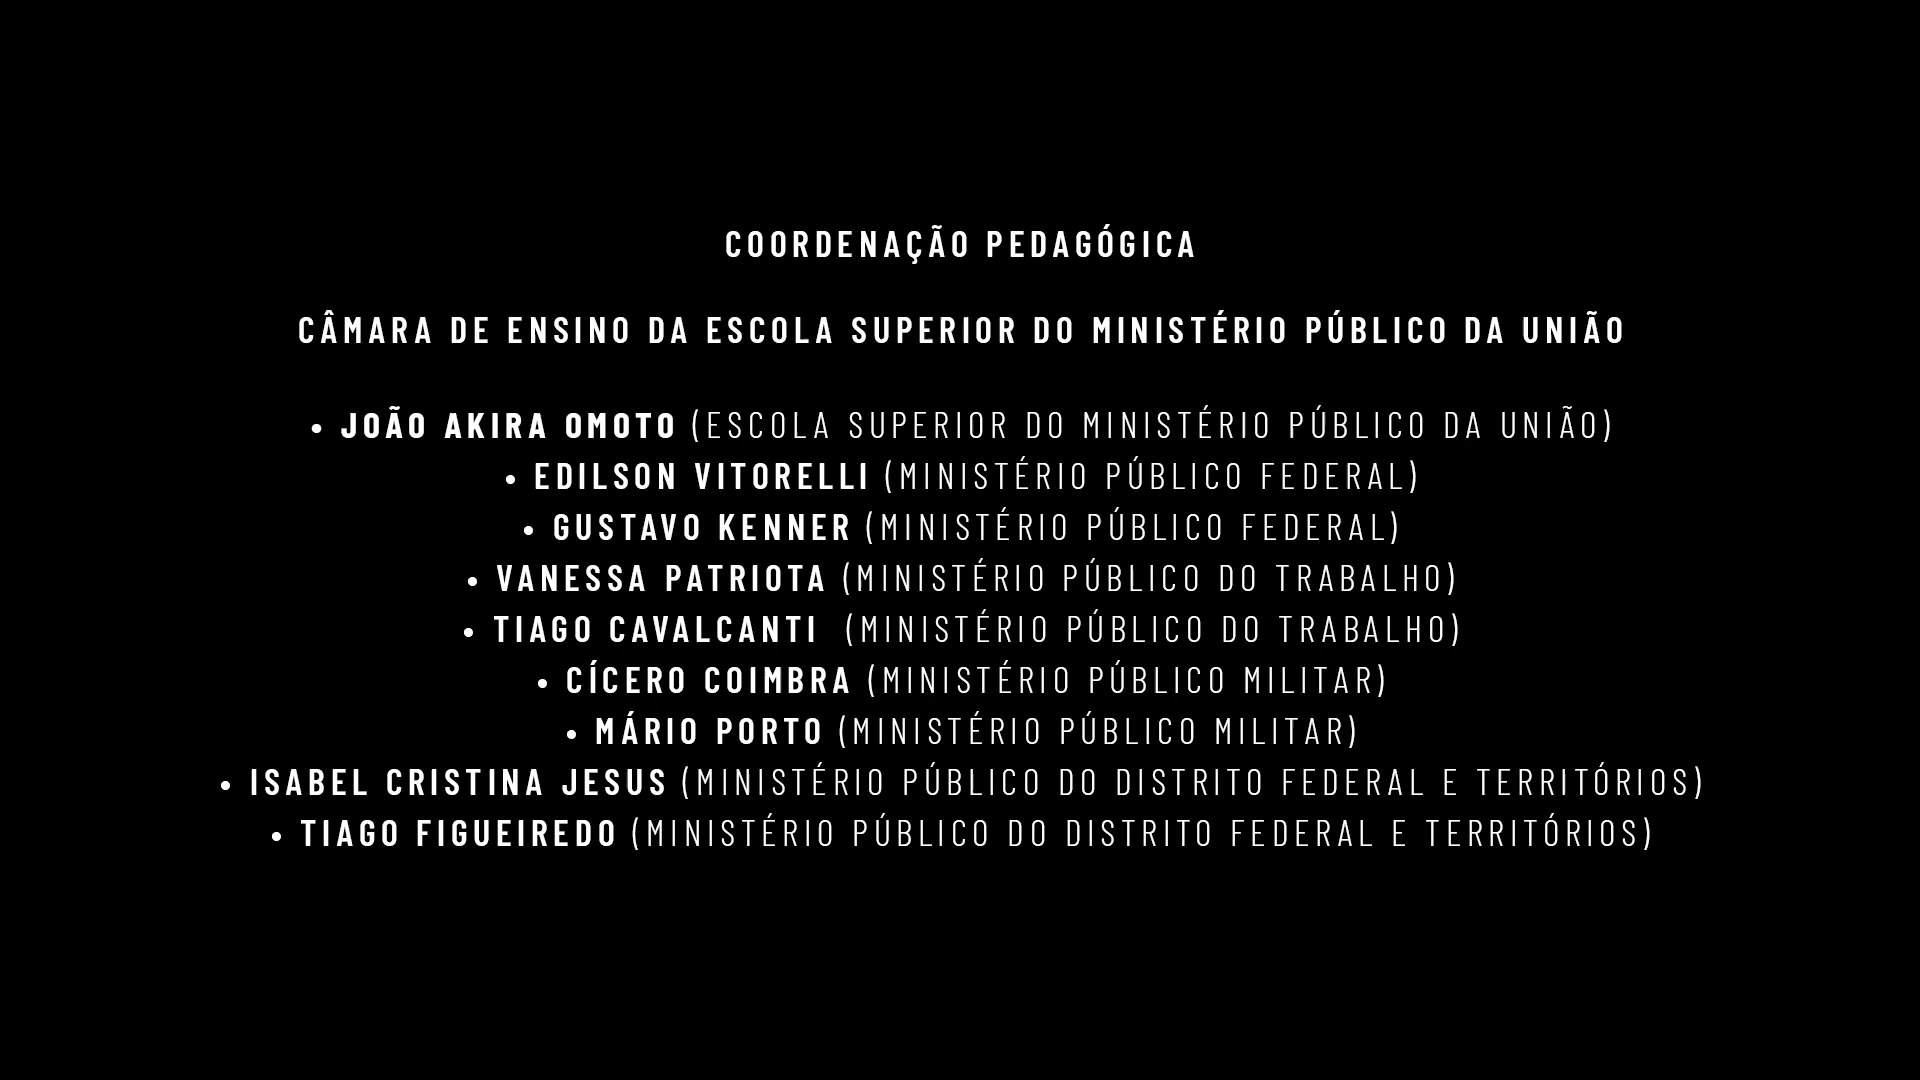 COORDENAÇÃO PEDAGÓGICA
CÂMARA DE ENSINO DA ESCOLA SUPERIOR DO MINISTÉRIO PÚBLICO DA UNIÃO
• JOÃO AKIRA OMOTO (ESCOLA SUPERIOR DO MINISTÉRIO PÚBLICO DA UNIÃO)
• EDILSON VITORELLI (MINISTÉRIO PÚBLICO FEDERAL)
• GUSTAVO KENNER (MINISTÉRIO PÚBLICO FEDERAL)
• VANESSA PATRIOTA (MINISTÉRIO PÚBLICO DO TRABALHO)
• TIAGO CAVALCANTI (MINISTÉRIO PÚBLICO DO TRABALHO)
• CÍCERO COIMBRA (MINISTÉRIO PÚBLICO MILITAR)
• MÁRIO PORTO (MINISTÉRIO PÚBLICO MILITAR)
• ISABEL CRISTINA JESUS (MINISTÉRIO PÚBLICO DO DISTRITO FEDERAL E TERRITÓRIOS)
• TIAGO FIGUEIREDO (MINISTÉRIO PÚBLICO DO DISTRITO FEDERAL E TERRITÓRIOS)